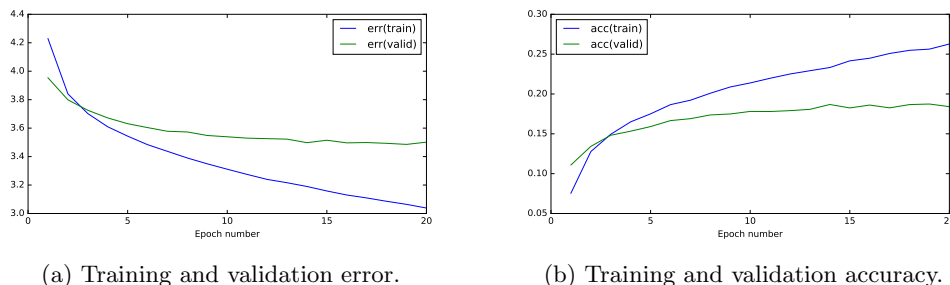 4.4
4.2
4.0
3.8
3.6
3.4
3.2
3.0
0 5 10 15 20
Epoch number
err(train)
err(valid)
0.30
0.25
0.20
0.15
0.10
0.05
0 5 10 15 2
Epoch number
acc(train)
acc(valid)
(a) Training and validation error.
(b) Training and validation accuracy.